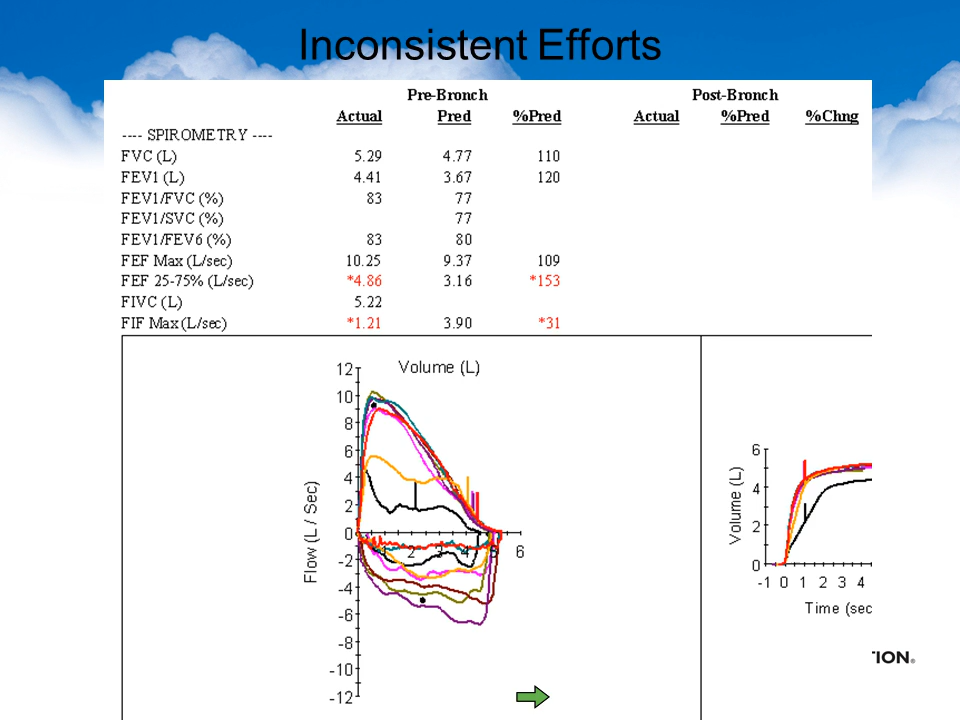 Inconsistent Efforts
Pre-Bronch Post-Bronch
Actual Pred %Pred Actual %Pred %Chng
---- SPIROMETRY ----
FVC (L) 5.29 4.77 110
FEV1 (L) 4.41 3.67 120
FEV1/FVC (%) 83 77
FEV1/SVC (%) 77
FEV1/FEV6 (%) 83 80
FEF Max (L/sec) 10.25 9.37 109
FEF 25-75% (L/sec) *4.86 3.16 *153
FIVC (L) 5.22
FIF Max (L/sec) *1.21 3.90 *31
Volume (L)
12
10
8
6
4
2
0
-2
-4
-6
-8
-10
-12
2 4 5 6
Flow (L / Sec)
6
4
2
0
-1 0 1 2 3 4
Volume (L)
Time (sec
TION®